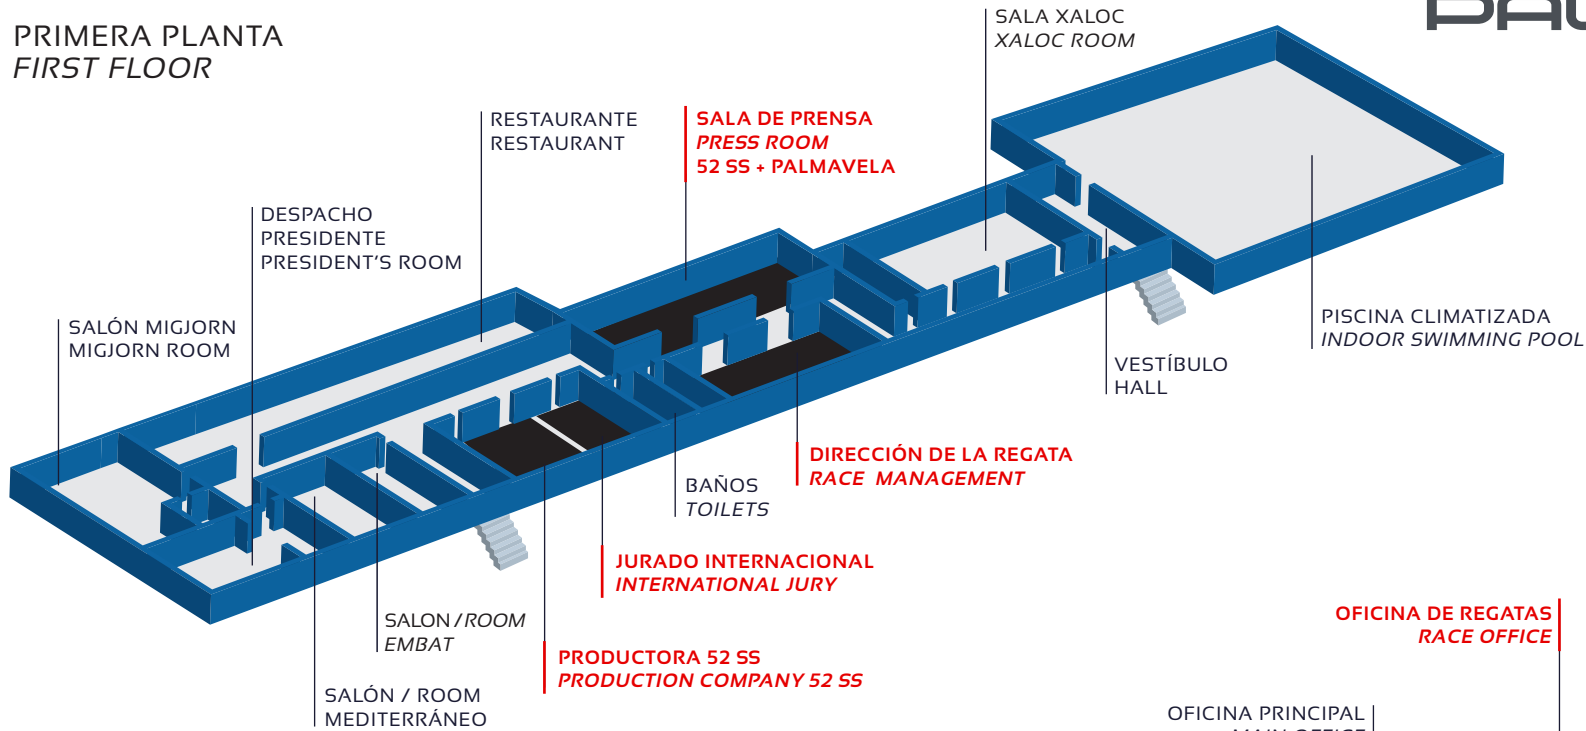 PRIMERA PLANTA
FIRST FLOOR
SALA XALOC
XALOC ROOM
RESTAURANTE
RESTAURANT
SALA DE PRENSA
PRESS ROOM
52 SS + PALMAVELA
DESPACHO
PRESIDENTE
PRESIDENT'S ROOM
SALÓN MIGJORN
MIGJORN ROOM
PISCINA CLIMATIZADA
INDOOR SWIMMING POOL
VESTÍBULO
HALL
DIRECCIÓN DE LA REGATA
RACE MANAGEMENT
BAÑOS
TOILETS
JURADO INTERNACIONAL
INTERNATIONAL JURY
SALON / ROOM
EMBAT
PRODUCTORA 52 SS
PRODUCTION COMPANY 52 SS
SALÓN / ROOM
MEDITERRÁNEO
OFICINA DE REGATAS
RACE OFFICE
OFICINA PRINCIPAL
MAIN OFFICE